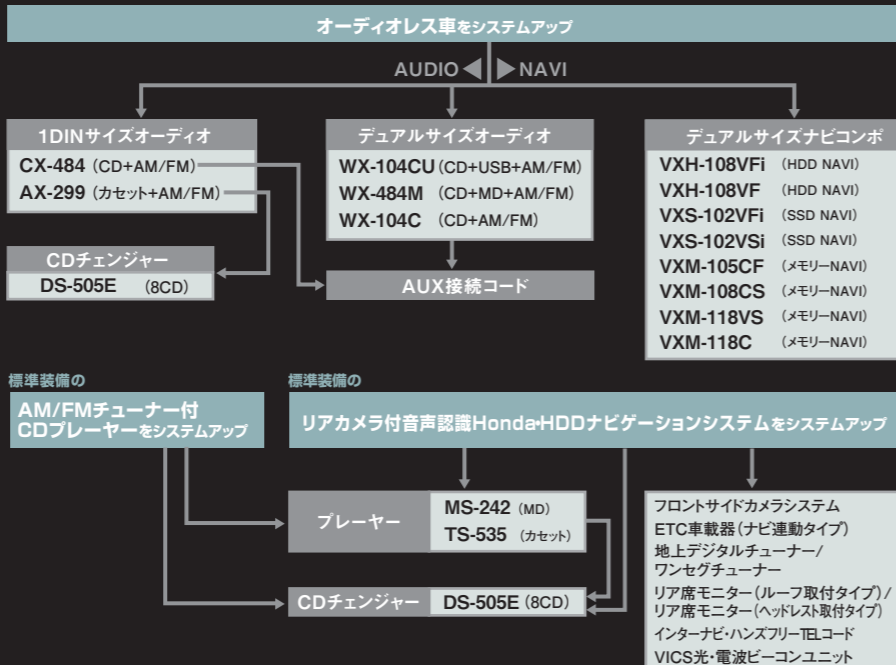 オーディオレス車をシステムアップ
AUDIO NAVI
1DINサイズオーディオ
CX-484 (CD+AM/FM)
AX-299 (カセット+AM/FM)
CDチェンジャー
DS-505E (8CD)
デュアルサイズオーディオ
WX-104CU (CD+USB+AM/FM)
WX-484M (CD+MD+AM/FM)
WX-104C (CD+AM/FM)
AUX接続コード
デュアルサイズナビコンポ
VXH-108VFi (HDD NAVI)
VXH-108VF (HDD NAVI)
VXS-102VFi (SSD NAVI)
VXS-102VSi (SSD NAVI)
VXM-105CF (メモリーNAVI)
VXM-108CS (メモリーNAVI)
VXM-118VS (メモリーNAVI)
VXM-118C (メモリーNAVI)
標準装備の
AM/FMチューナー付
CDプレーヤーをシステムアップ
標準装備の
リアカメラ付音声認識Honda・HDDナビゲーションシステムをシステムアップ
プレーヤー
MS-242 (MD)
TS-535 (カセット)
CDチェンジャー DS-505E (8CD)
フロントサイドカメラシステム
ETC車載器(ナビ連動タイプ)
地上デジタルチューナー/
ワンセグチューナー
リア席モニター(ルーフ取付タイプ)/
リア席モニター(ヘッドレスト取付タイプ)
インターナビ・ハンズフリーTELコード
VICS光・電波ビーコンユニット